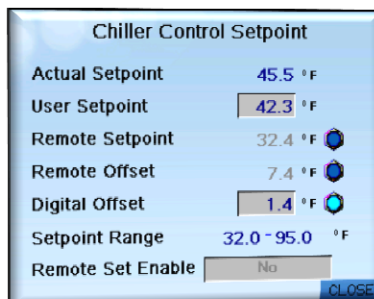 Chiller Control Setpoint
Actual Setpoint 45.5 °F
User Setpoint 42.3 °F
Remote Setpoint 32.4 °F
Remote Offset 7.4 °F
Digital Offset 1.4 °F
Setpoint Range 32.0 - 95.0 °F
Remote Set Enable No
CLOSE